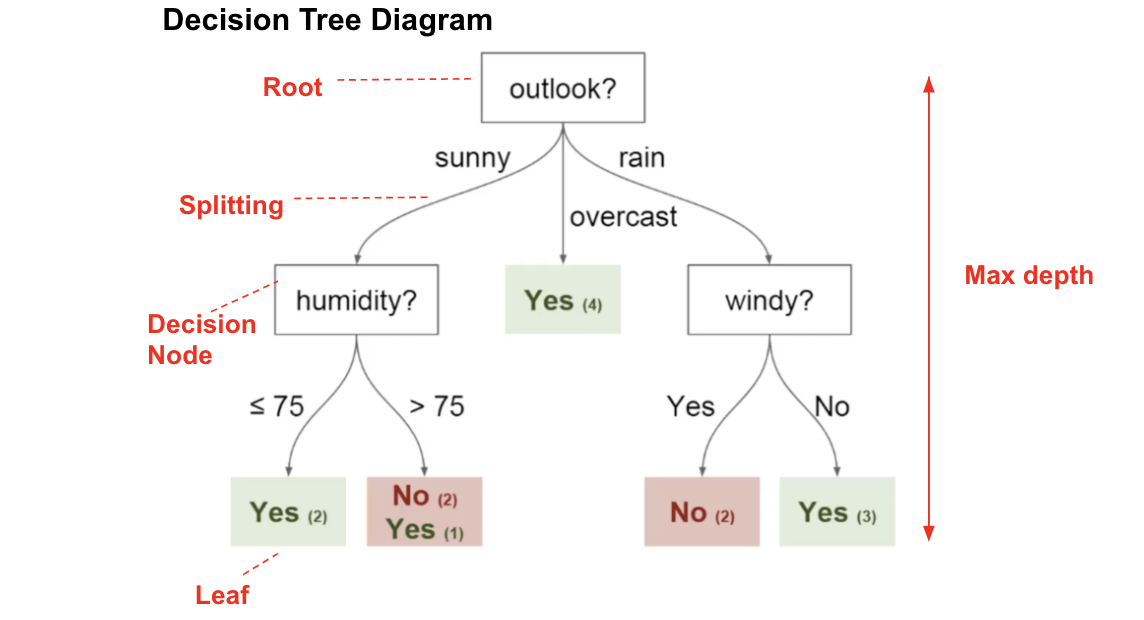 Decision Tree Diagram
Root
outlook?
sunny
rain
Splitting
overcast
Max depth
humidity?
Yes (4)
windy?
Decision
Node
≤ 75
> 75
Yes
No
Yes (2)
No (2)
Yes (1)
No (2)
Yes (3)
Leaf